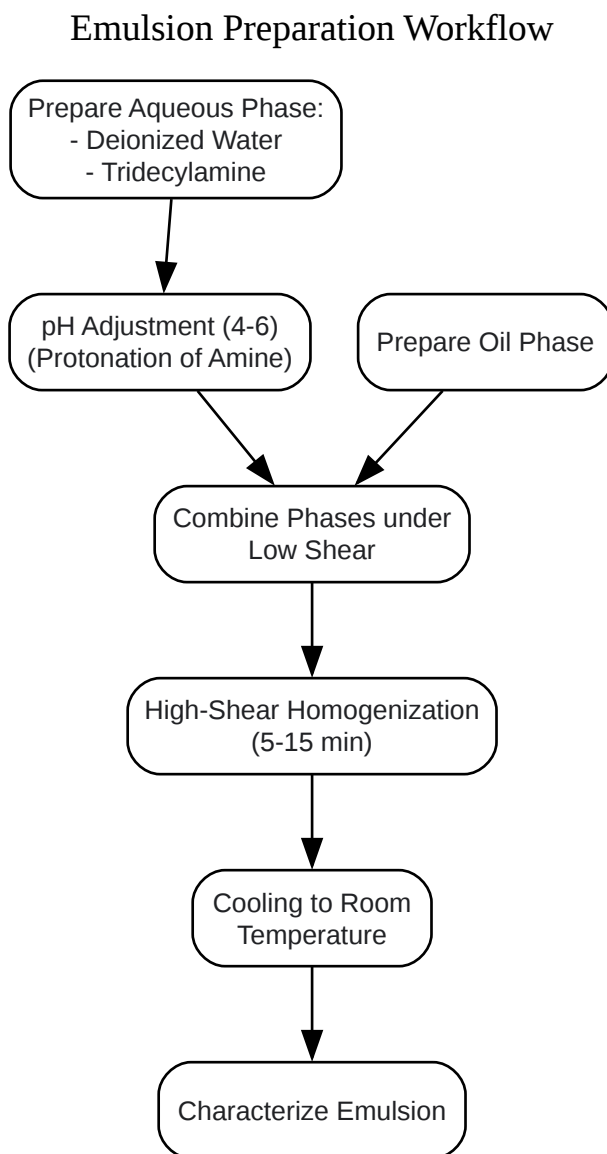 Emulsion Preparation Workflow
Prepare Aqueous Phase:
- Deionized Water
- Tridecylamine
pH Adjustment (4-6)
(Protonation of Amine)
Prepare Oil Phase
Combine Phases under
Low Shear
High-Shear Homogenization
(5-15 min)
Cooling to Room
Temperature
Characterize Emulsion